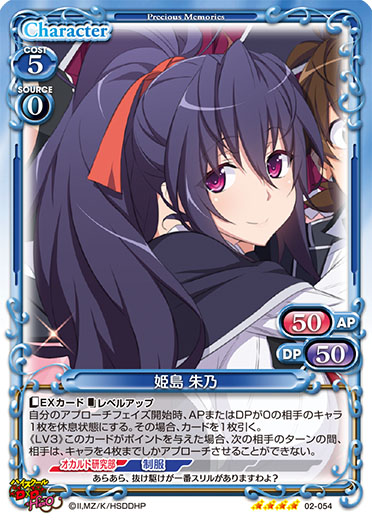 Precious Memories
Character
COST
5
SOURCE
0
50 AP
DP 50
姫島 朱乃
EXカード レベルアップ
自分のアプローチフェイズ開始時、APまたはDPが0の相手のキャラ
1枚を休息状態にする。その場合、カードを1枚引く。
〈LV3〉このカードがポイントを与えた場合、次の相手のターンの間、
相手は、キャラを4枚までしかアプローチさせることができない。
オカルト研究部 制服
あらあら、抜け駆けが一番スリルがありますわよ?
ハイスクール
D×D
HERO
©II,MZ/K/HSDDHP
02-054